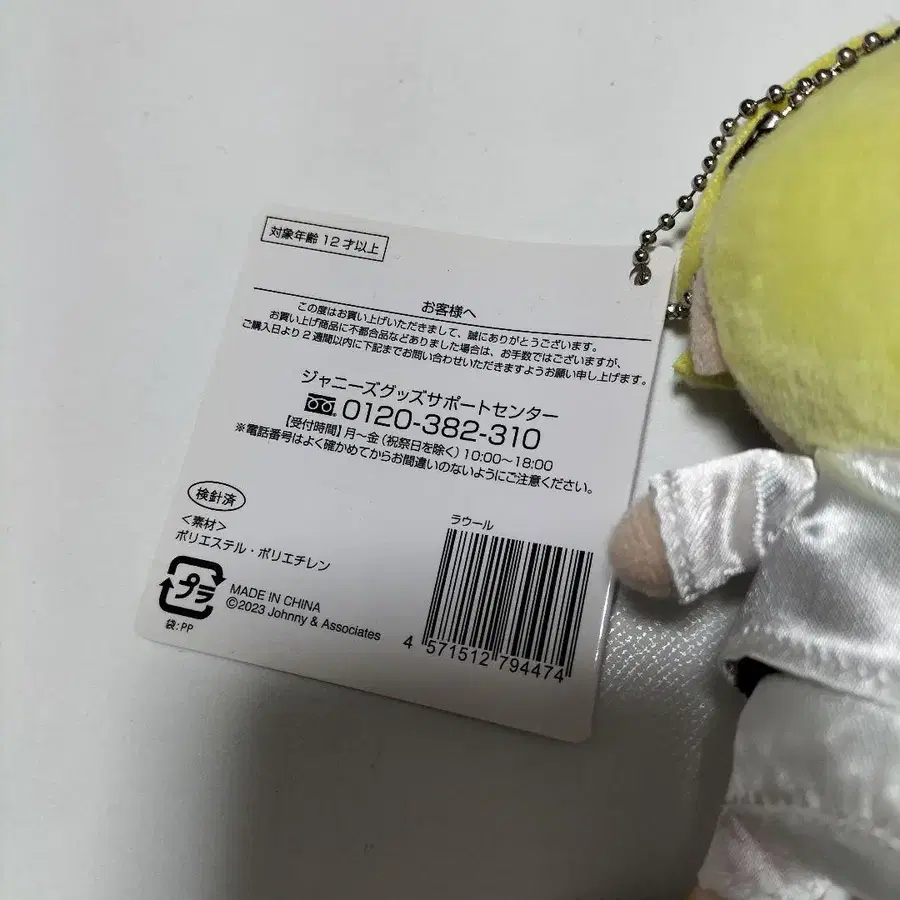 対象年齢 12才以上
お客様へ
この度はお買い上げいただきまして、誠にありがとうございます。
お買い上げ商品に不都合品などありました場合は、お手数ではございますが、
ご購入日より2週間以内に下記までお問い合わせいただきますようお願い申し上げます。
ジャニーズグッズサポートセンター
0120-382-310
【受付時間】月〜金(祝祭日を除く)10:00〜18:00
※電話番号はよく確かめてからお間違いのないようにご注意ください。
検針済
<素材>
ポリエステル・ポリエチレン
プラ
袋:PP
MADE IN CHINA
©2023 Johnny & Associates
ラウール
4 571512 794474